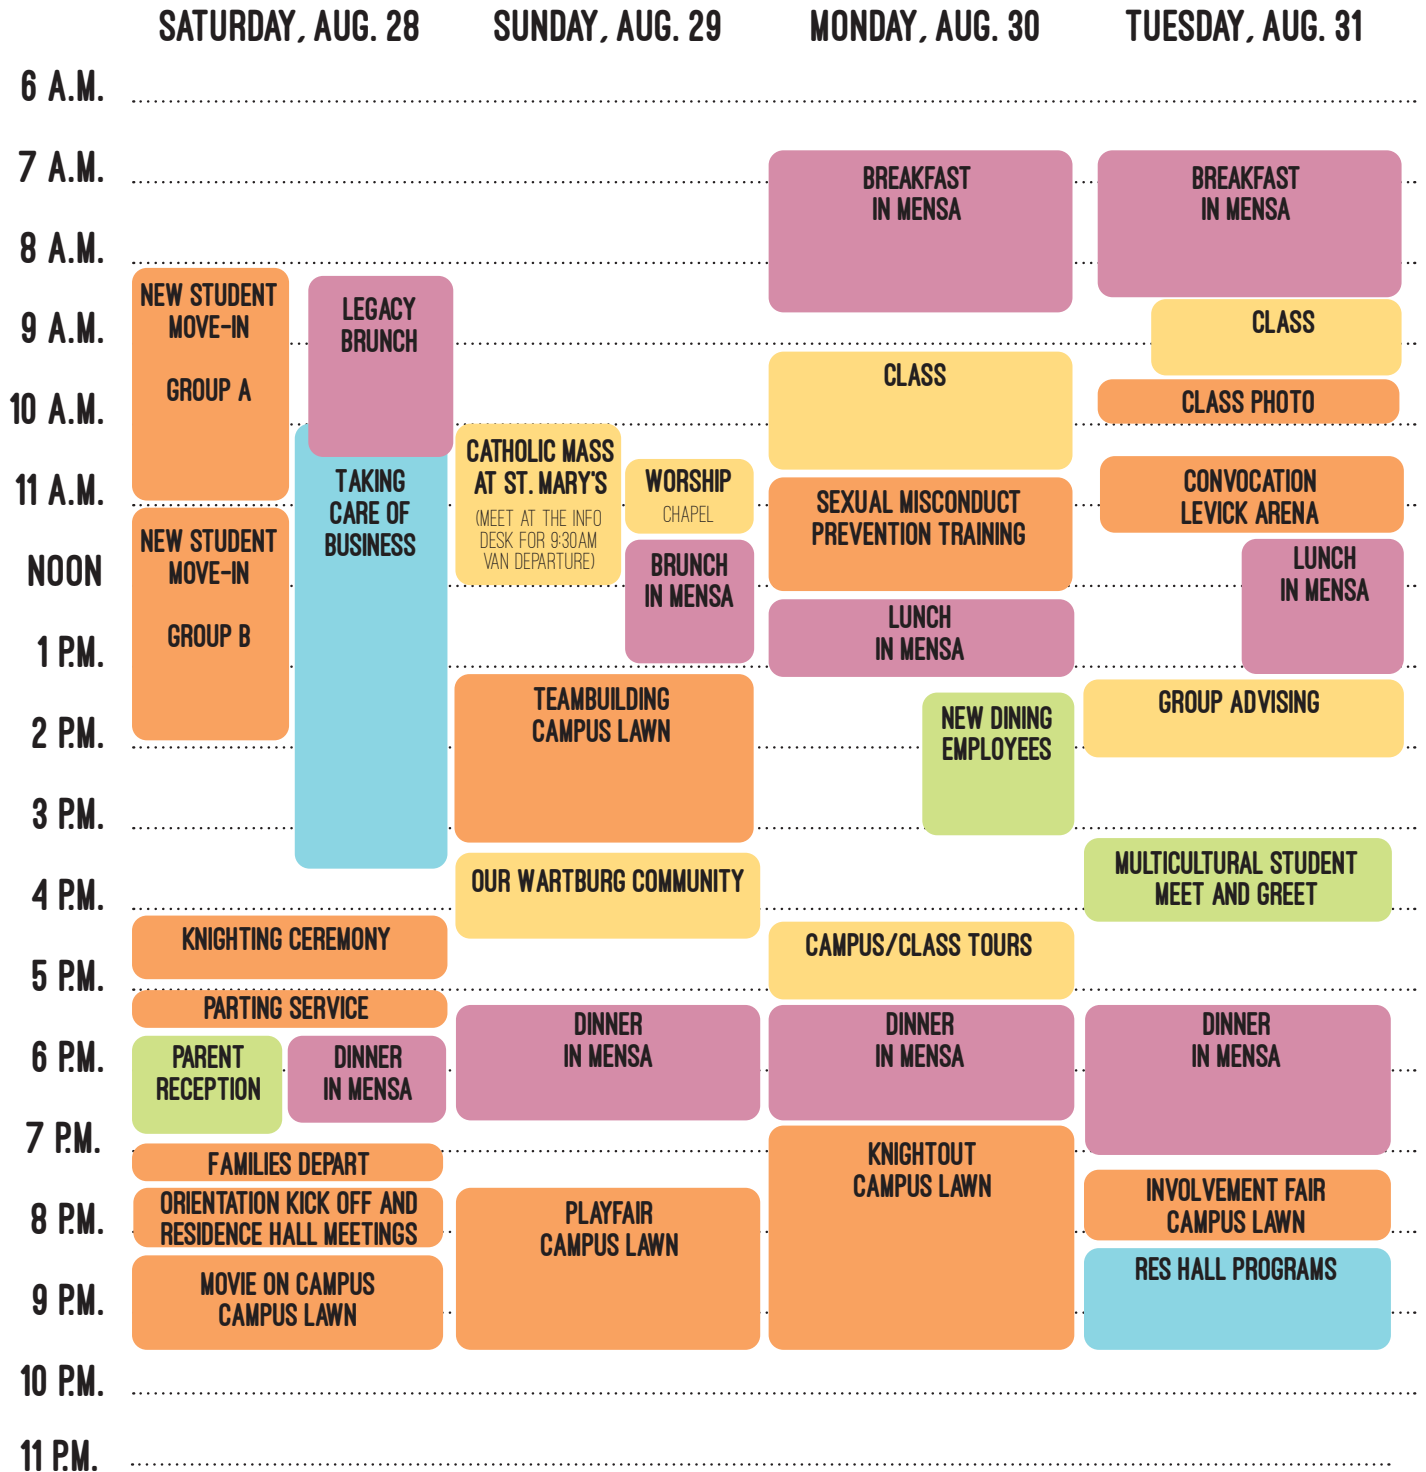 SATURDAY, AUG. 28
SUNDAY, AUG. 29
MONDAY, AUG. 30
TUESDAY, AUG. 31
6 A.M.
7 A.M.
8 A.M.
9 A.M.
10 A.M.
11 A.M.
NOON
1 P.M.
2 P.M.
3 P.M.
4 P.M.
5 P.M.
6 P.M.
7 P.M.
8 P.M.
9 P.M.
10 P.M.
11 P.M.
NEW STUDENT
MOVE-IN
GROUP A
LEGACY
BRUNCH
TAKING
CARE OF
BUSINESS
NEW STUDENT
MOVE-IN
GROUP B
KNIGHTING CEREMONY
PARTING SERVICE
PARENT
RECEPTION
DINNER
IN MENSA
FAMILIES DEPART
ORIENTATION KICK OFF AND
RESIDENCE HALL MEETINGS
MOVIE ON CAMPUS
CAMPUS LAWN
CATHOLIC MASS
AT ST. MARY'S
(MEET AT THE INFO
DESK FOR 9:30AM
VAN DEPARTURE)
WORSHIP
CHAPEL
BRUNCH
IN MENSA
TEAMBUILDING
CAMPUS LAWN
OUR WARTBURG COMMUNITY
DINNER
IN MENSA
PLAYFAIR
CAMPUS LAWN
BREAKFAST
IN MENSA
CLASS
SEXUAL MISCONDUCT
PREVENTION TRAINING
LUNCH
IN MENSA
NEW DINING
EMPLOYEES
CAMPUS/CLASS TOURS
DINNER
IN MENSA
KNIGHTOUT
CAMPUS LAWN
BREAKFAST
IN MENSA
CLASS
CLASS PHOTO
CONVOCATION
LEVICK ARENA
LUNCH
IN MENSA
GROUP ADVISING
MULTICULTURAL STUDENT
MEET AND GREET
DINNER
IN MENSA
INVOLVEMENT FAIR
CAMPUS LAWN
RES HALL PROGRAMS